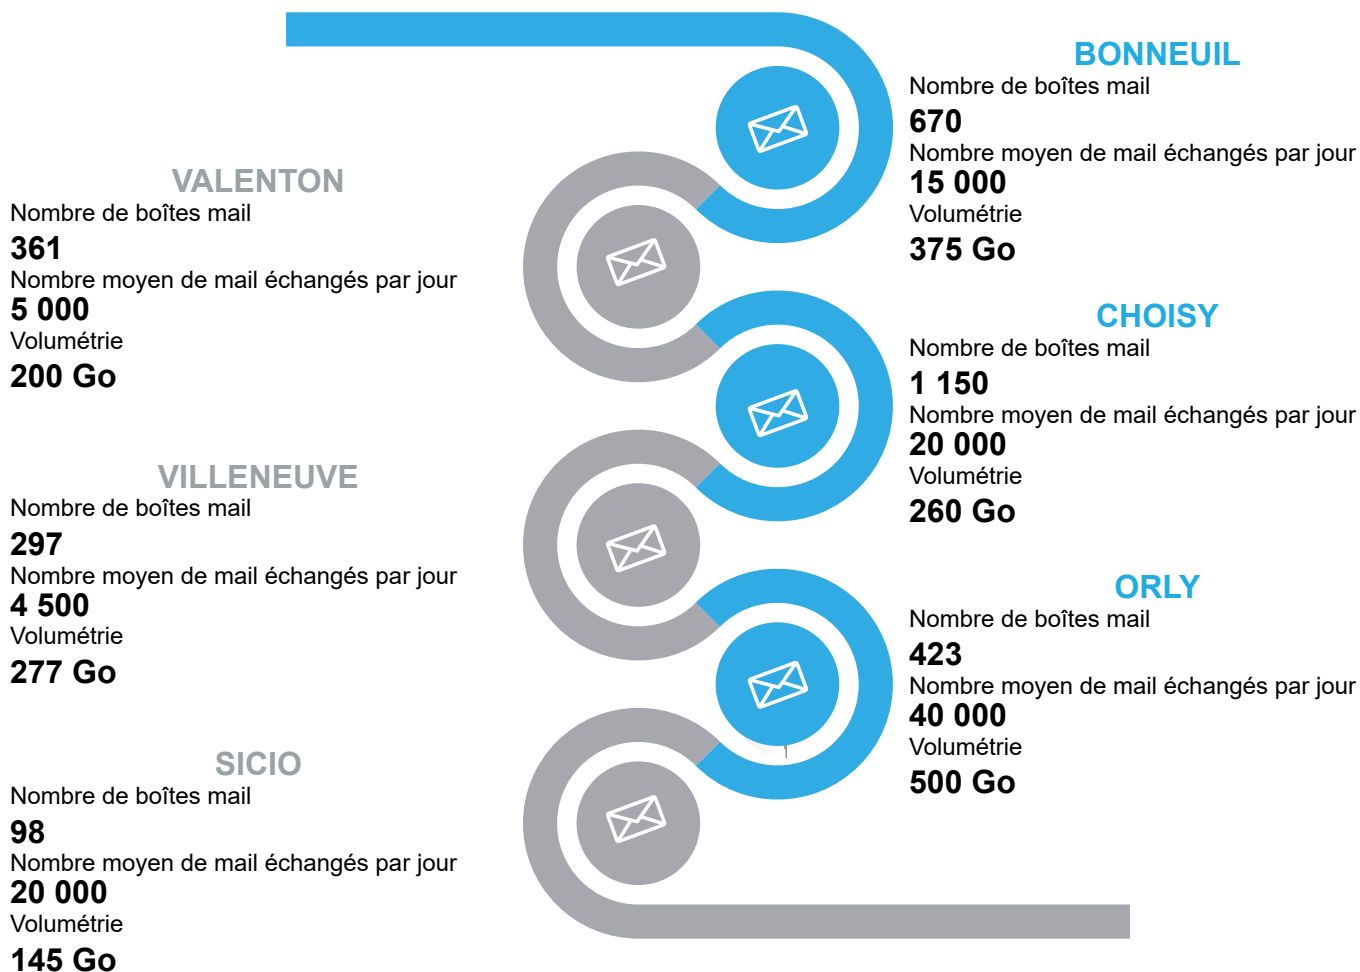 BONNEUIL
Nombre de boîtes mail
670
Nombre moyen de mail échangés par jour
15 000
Volumétrie
375 Go
VALENTON
Nombre de boîtes mail
361
Nombre moyen de mail échangés par jour
5 000
Volumétrie
200 Go
CHOISY
Nombre de boîtes mail
1 150
Nombre moyen de mail échangés par jour
20 000
Volumétrie
260 Go
VILLENEUVE
Nombre de boîtes mail
297
Nombre moyen de mail échangés par jour
4 500
Volumétrie
277 Go
ORLY
Nombre de boîtes mail
423
Nombre moyen de mail échangés par jour
40 000
Volumétrie
500 Go
SICIO
Nombre de boîtes mail
98
Nombre moyen de mail échangés par jour
20 000
Volumétrie
145 Go